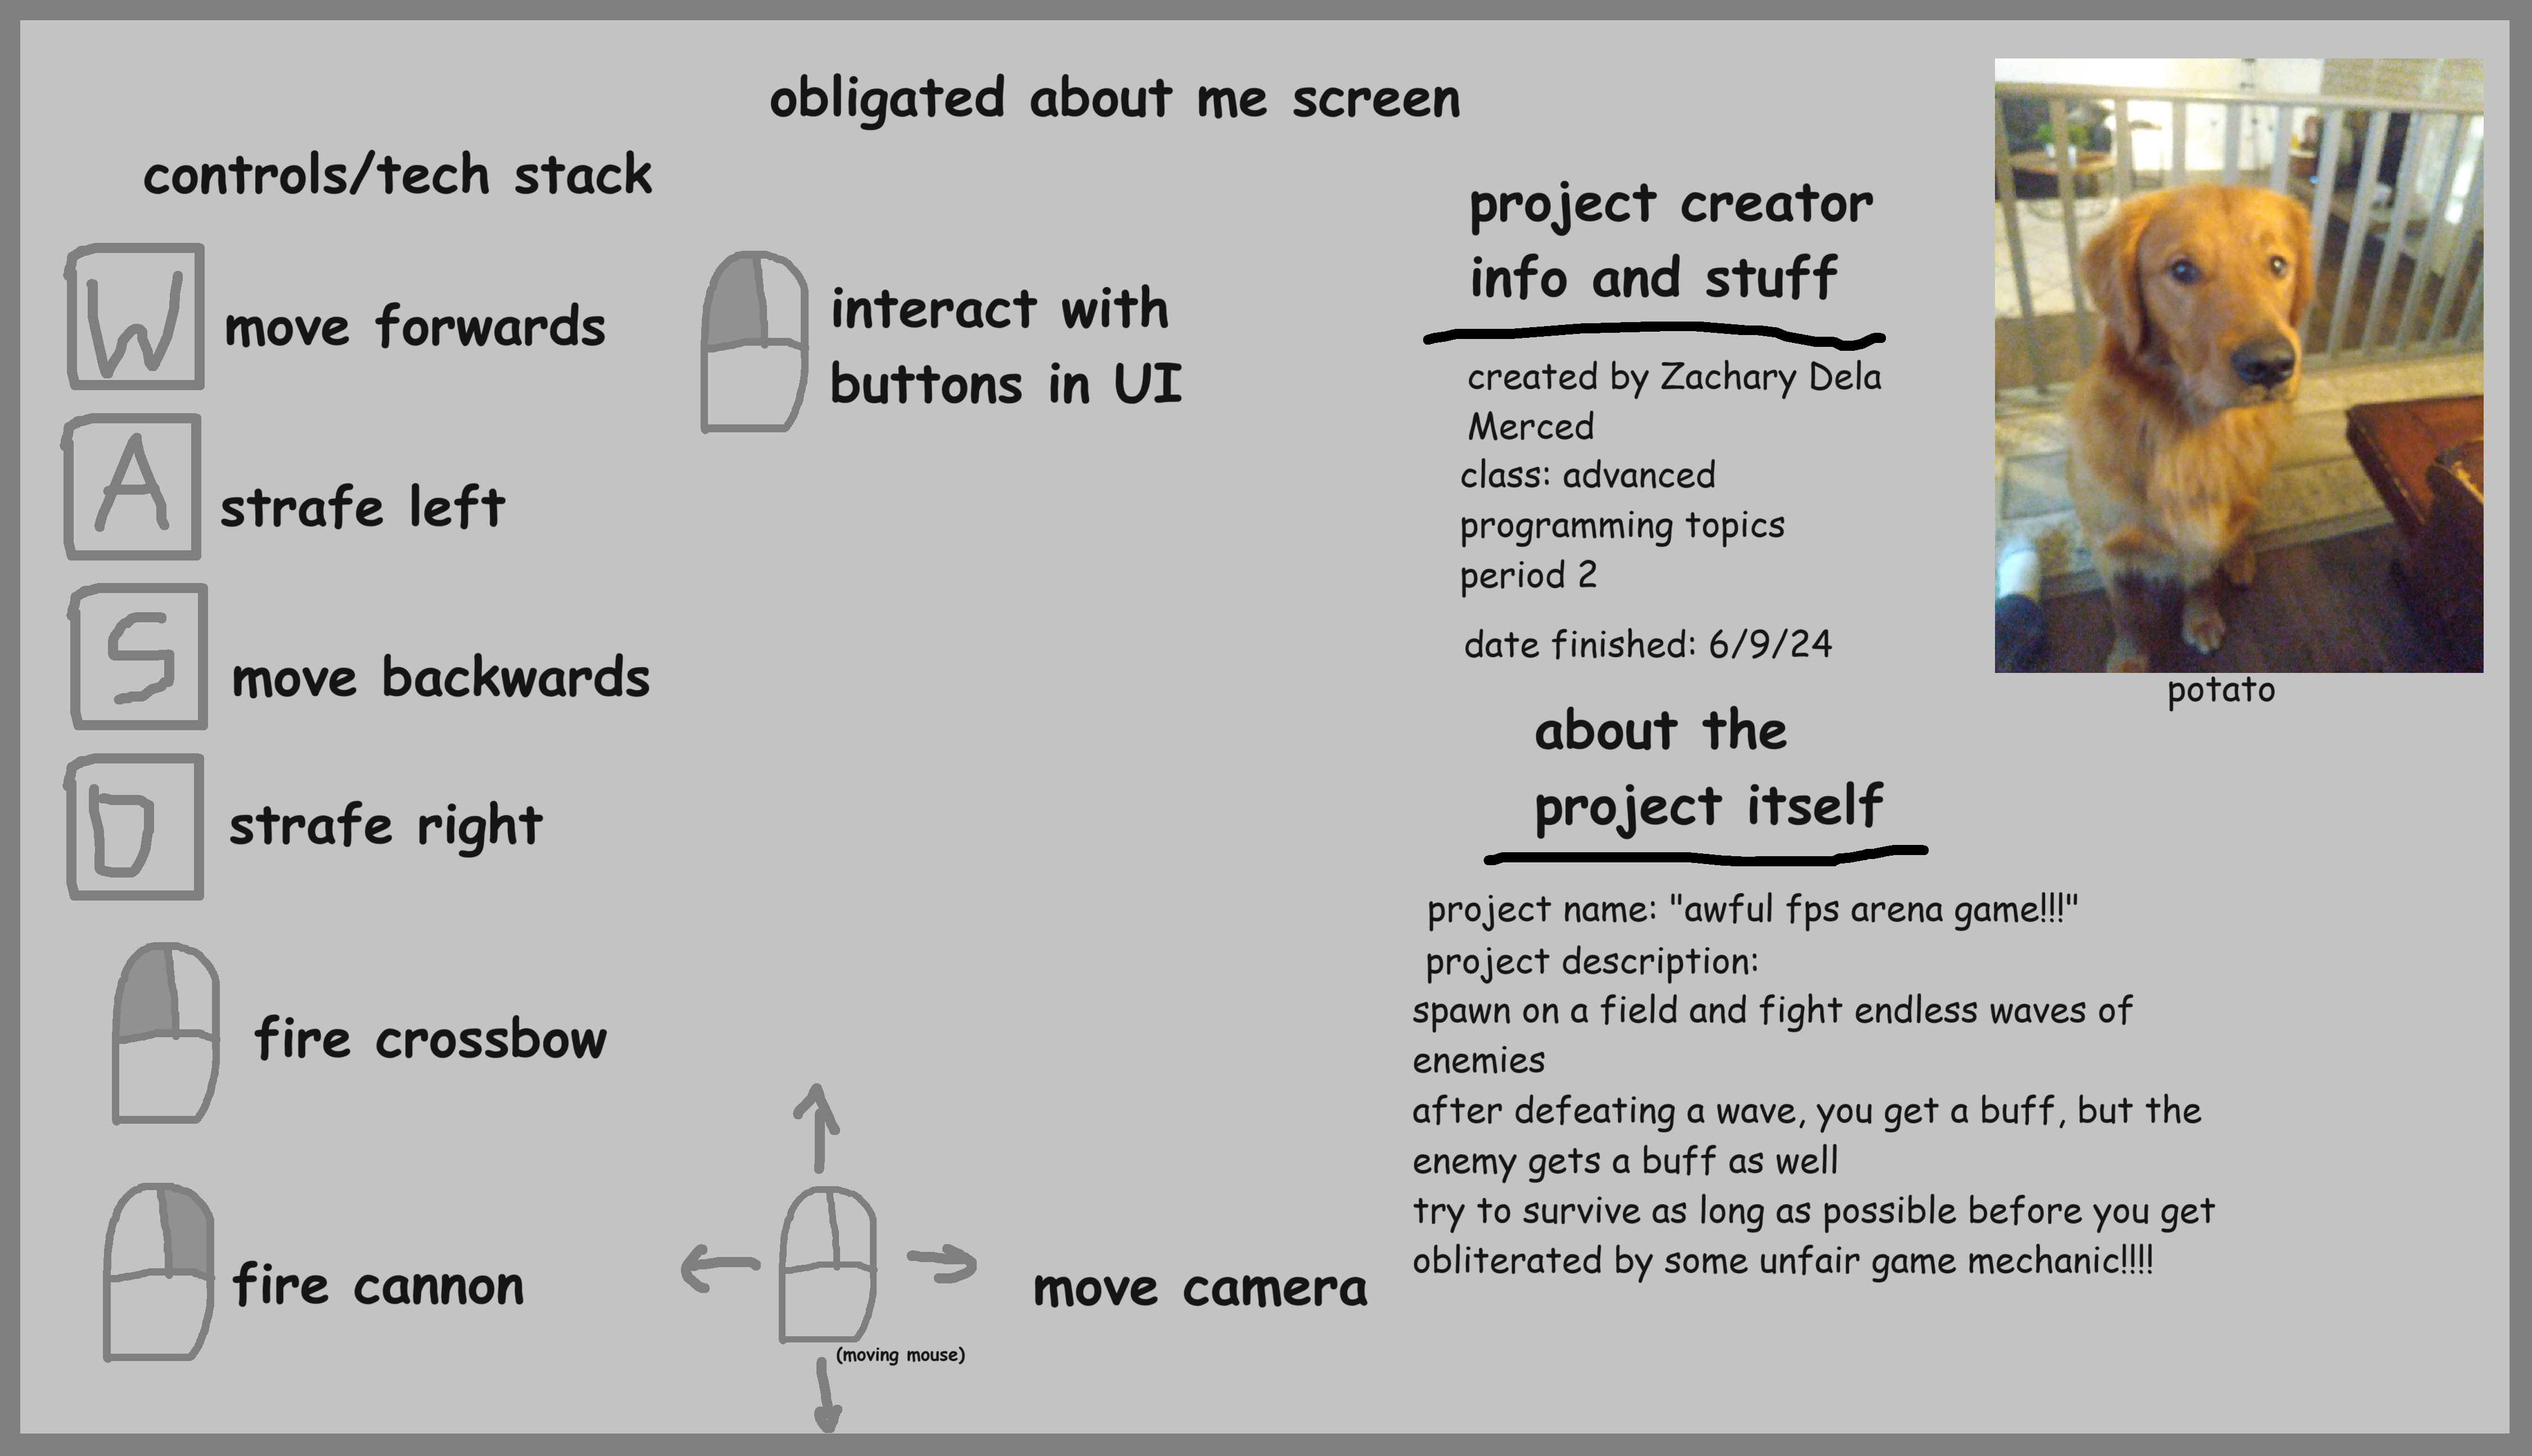 obligated about me screen
controls/tech stack
W
move forwards
A
strafe left
S
move backwards
D
strafe right
fire crossbow
fire cannon
interact with
buttons in UI
(moving mouse)
move camera
project creator
info and stuff
created by Zachary Dela
Merced
class: advanced
programming topics
period 2
date finished: 6/9/24
potato
about the
project itself
project name: "awful fps arena game!!!"
project description:
spawn on a field and fight endless waves of
enemies
after defeating a wave, you get a buff, but the
enemy gets a buff as well
try to survive as long as possible before you get
obliterated by some unfair game mechanic!!!!